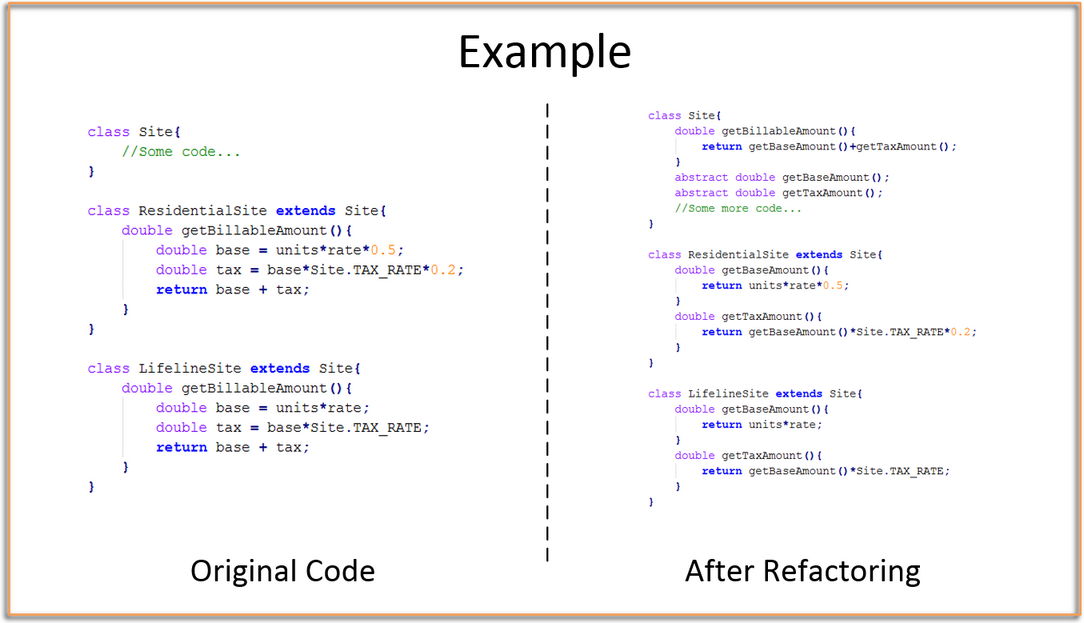 Example
class Site{
//Some code...
}
class ResidentialSite extends Site{
double getBillableAmount(){
double base = units*rate*0.5;
double tax = base*Site.TAX_RATE*0.2;
return base + tax;
}
}
class LifelineSite extends Site{
double getBillableAmount(){
double base = units*rate;
double tax = base*Site.TAX_RATE;
return base + tax;
}
}
Original Code
class Site{
double getBillableAmount(){
return getBaseAmount()+getTaxAmount();
}
abstract double getBaseAmount();
abstract double getTaxAmount();
//Some more code...
}
class ResidentialSite extends Site{
double getBaseAmount(){
return units*rate*0.5;
}
double getTaxAmount(){
return getBaseAmount()*Site.TAX_RATE*0.2;
}
}
class LifelineSite extends Site{
double getBaseAmount(){
return units*rate;
}
double getTaxAmount(){
return getBaseAmount()*Site.TAX_RATE;
}
}
After Refactoring